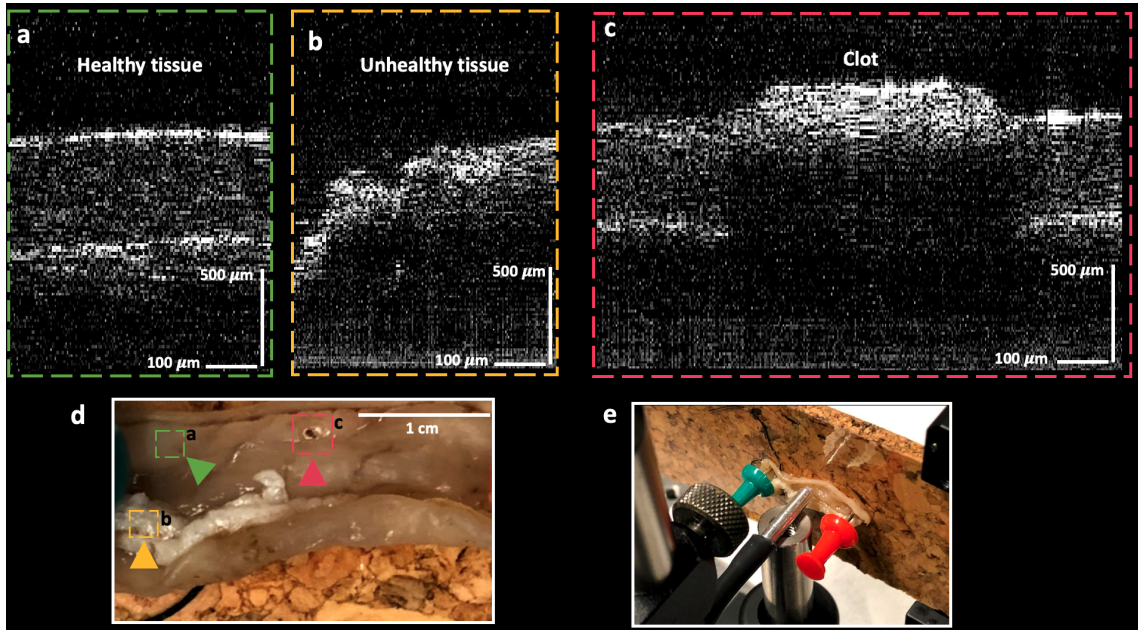 a
Healthy tissue
500 µm
100 µm
b
Unhealthy tissue
500 µm
100 µm
c
Clot
500 µm
100 µm
d
a
b
c
1 cm
e